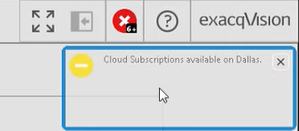 6+
exacqVision
Cloud Subscriptions available on Dallas.